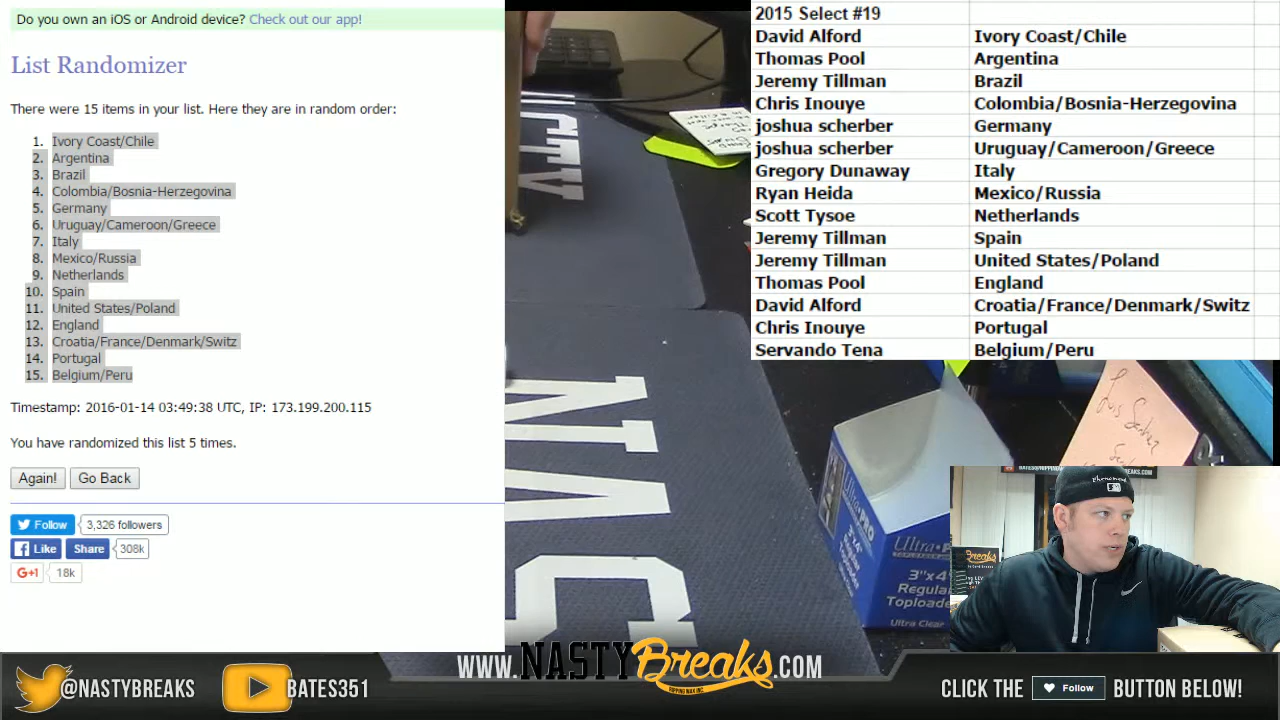 Do you own an iOS or Android device? Check out our app!
List Randomizer
There were 15 items in your list. Here they are in random order:
1. Ivory Coast/Chile
2. Argentina
3. Brazil
4. Colombia/Bosnia-Herzegovina
5. Germany
6. Uruguay/Cameroon/Greece
7. Italy
8. Mexico/Russia
9. Netherlands
10. Spain
11. United States/Poland
12. England
13. Croatia/France/Denmark/Switz
14. Portugal
15. Belgium/Peru
Timestamp: 2016-01-14 03:49:38 UTC, IP: 173.199.200.115
You have randomized this list 5 times.
Again! Go Back
Follow 3,326 followers
Like Share 308k
G+1 18k
2015 Select #19
David Alford Ivory Coast/Chile
Thomas Pool Argentina
Jeremy Tillman Brazil
Chris Inouye Colombia/Bosnia-Herzegovina
joshua scherber Germany
joshua scherber Uruguay/Cameroon/Greece
Gregory Dunaway Italy
Ryan Heida Mexico/Russia
Scott Tysoe Netherlands
Jeremy Tillman Spain
Jeremy Tillman United States/Poland
Thomas Pool England
David Alford Croatia/France/Denmark/Switz
Chris Inouye Portugal
Servando Tena Belgium/Peru
Ultra PRO
3"x4"
Regular
Toploader
Ultra Clear
Breaks
@NASTYBREAKS
BATES351
WWW.NASTYBreaks.COM
RIPPING WAX INC.
CLICK THE Follow BUTTON BELOW!